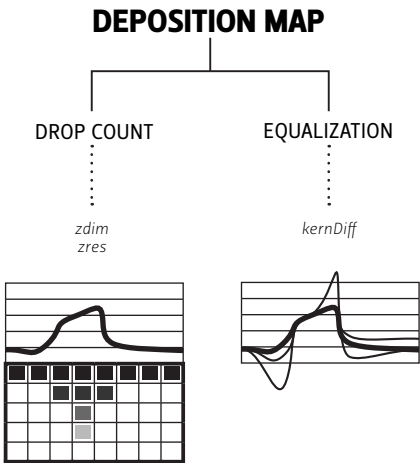 DEPOSITION MAP
DROP COUNT
EQUALIZATION
zdim
zres
kernDiff